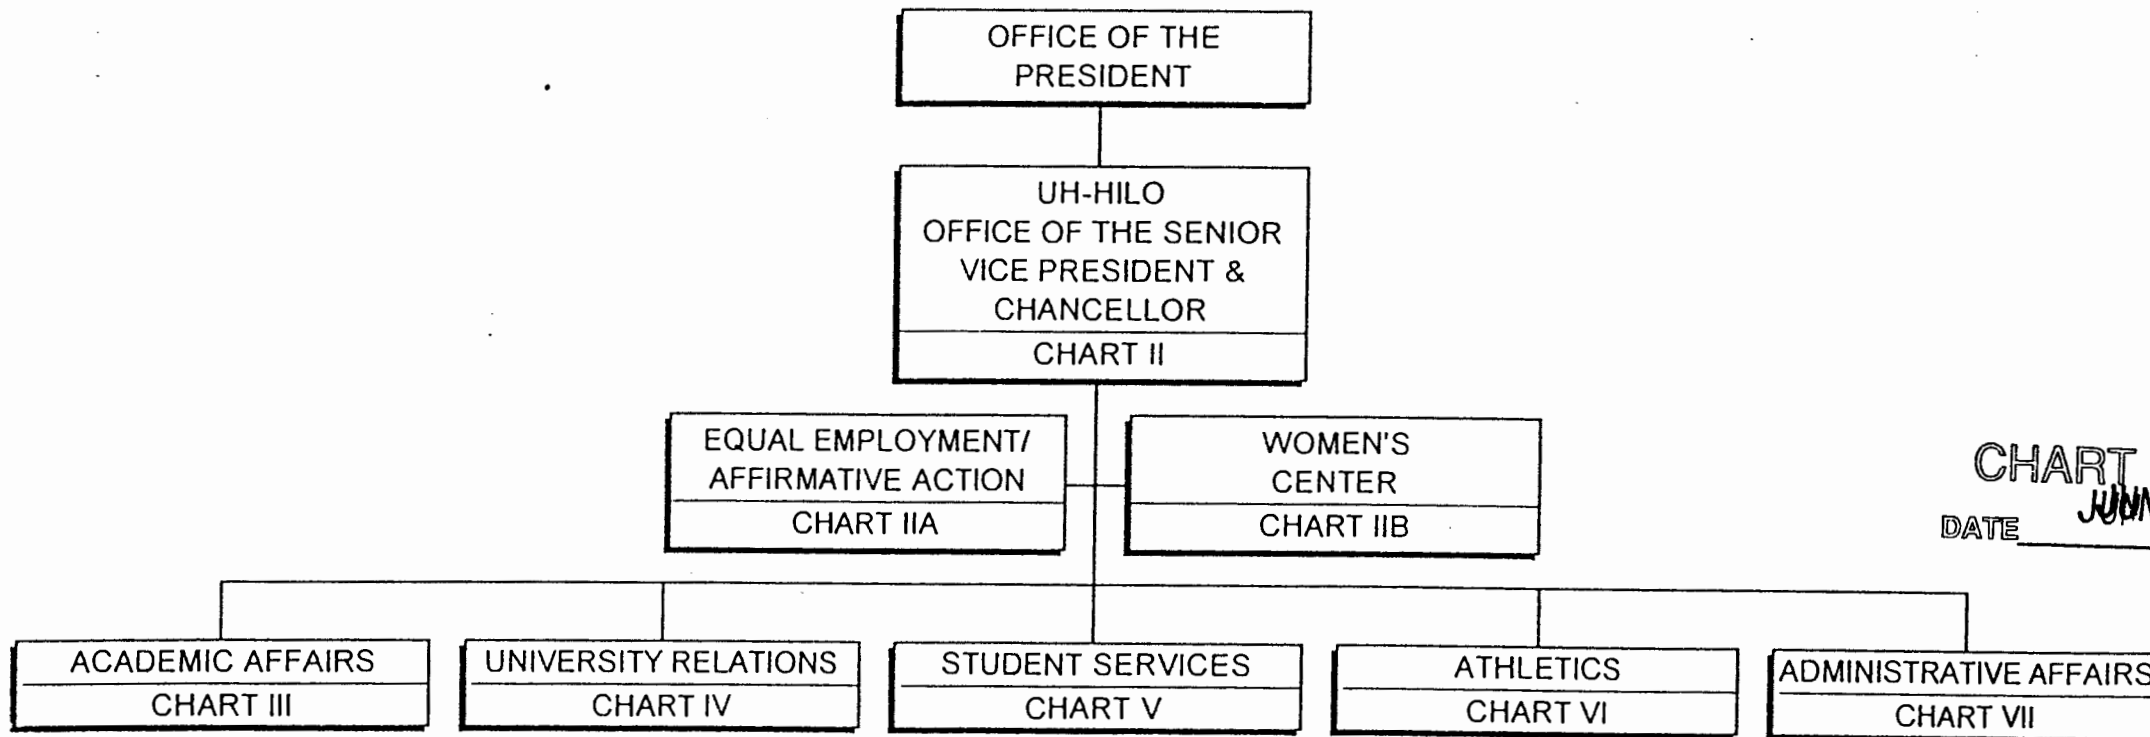 OFFICE OF THE
PRESIDENT
UH-HILO
OFFICE OF THE SENIOR
VICE PRESIDENT &
CHANCELLOR
CHART II
EQUAL EMPLOYMENT/
AFFIRMATIVE ACTION
CHART IIA
WOMEN'S
CENTER
CHART IIB
CHART
DATE
ACADEMIC AFFAIRS
CHART III
UNIVERSITY RELATIONS
CHART IV
STUDENT SERVICES
CHART V
ATHLETICS
CHART VI
ADMINISTRATIVE AFFAIRS
CHART VII